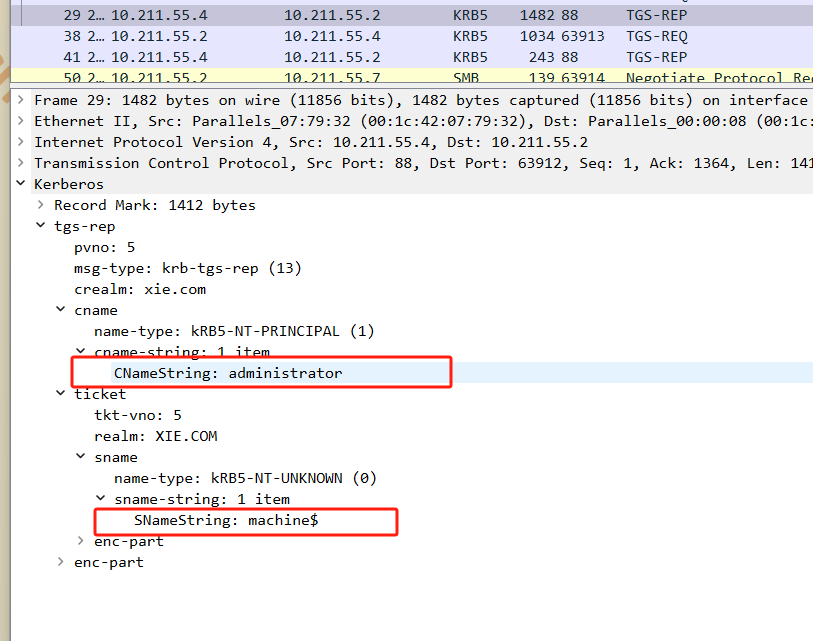 29 2… 10.211.55.4 10.211.55.2 KRB5 1482 88 TGS-REP
38 2… 10.211.55.2 10.211.55.4 KRB5 1034 63913 TGS-REQ
41 2… 10.211.55.4 10.211.55.2 KRB5 243 88 TGS-REP
50 2… 10.211.55.2 10.211.55.7 SMB 139 63914 Negotiate Protocol Re
Frame 29: 1482 bytes on wire (11856 bits), 1482 bytes captured (11856 bits) on interface
Ethernet II, Src: Parallels_07:79:32 (00:1c:42:07:79:32), Dst: Parallels_00:00:08 (00:1c:
Internet Protocol Version 4, Src: 10.211.55.4, Dst: 10.211.55.2
Transmission Control Protocol, Src Port: 88, Dst Port: 63912, Seq: 1, Ack: 1364, Len: 141
Kerberos
Record Mark: 1412 bytes
tgs-rep
pvno: 5
msg-type: krb-tgs-rep (13)
crealm: xie.com
cname
name-type: kRB5-NT-PRINCIPAL (1)
cname-string: 1 item
CNameString: administrator
ticket
tkt-vno: 5
realm: XIE.COM
sname
name-type: kRB5-NT-UNKNOWN (0)
sname-string: 1 item
SNameString: machine$
enc-part
enc-part